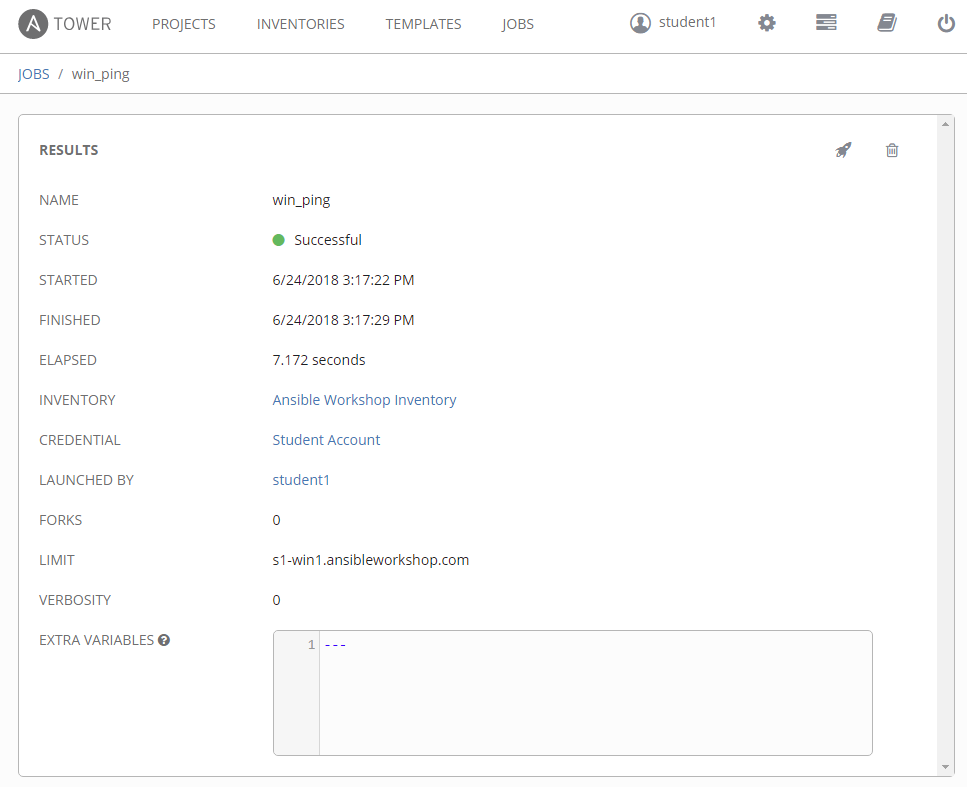 A TOWER PROJECTS INVENTORIES TEMPLATES JOBS student1
JOBS / win_ping
RESULTS
NAME win_ping
STATUS Successful
STARTED 6/24/2018 3:17:22 PM
FINISHED 6/24/2018 3:17:29 PM
ELAPSED 7.172 seconds
INVENTORY Ansible Workshop Inventory
CREDENTIAL Student Account
LAUNCHED BY student1
FORKS 0
LIMIT s1-win1.ansibleworkshop.com
VERBOSITY 0
EXTRA VARIABLES ?
1 ---